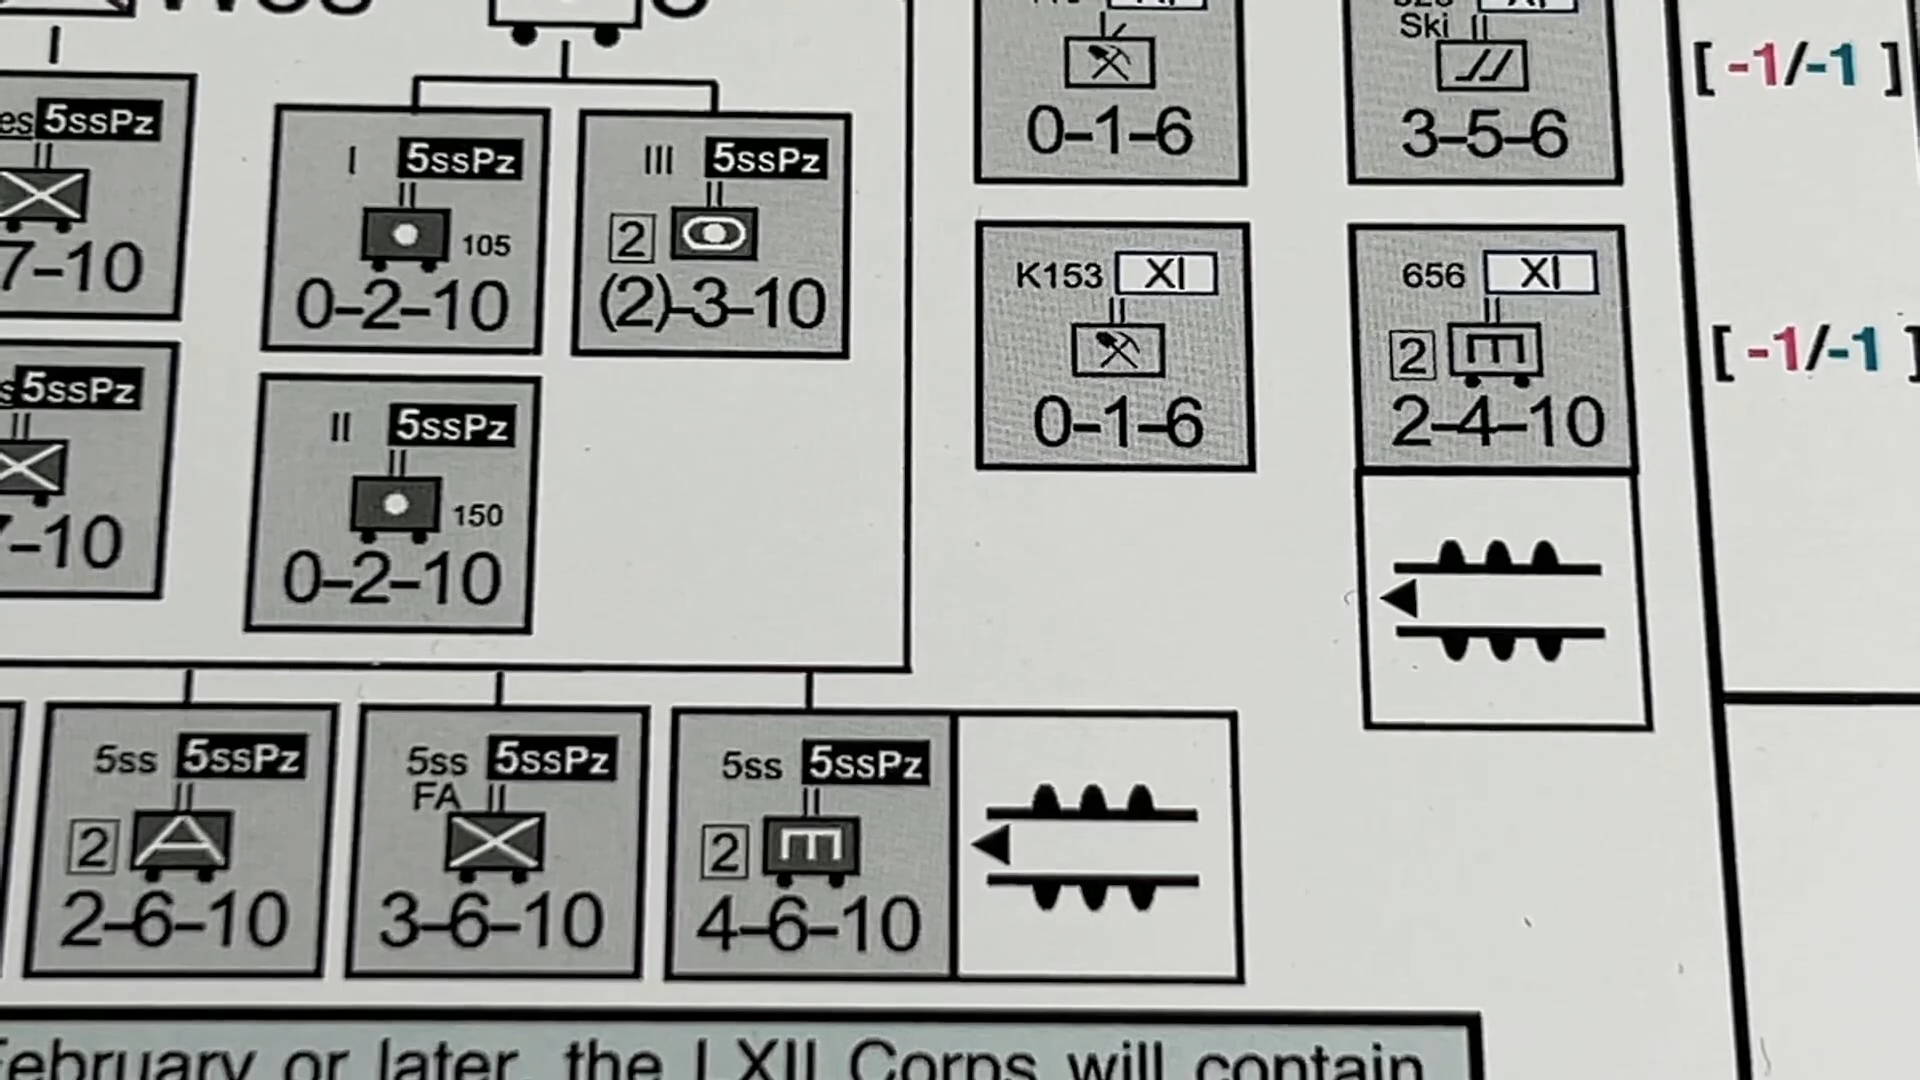 Ski
[ -1/-1 ]
0-1-6
3-5-6
5ssPz
7-10
I 5ssPz
105
0-2-10
III 5ssPz
2
(2)-3-10
K153 XI
0-1-6
656 XI
2
2-4-10
[ -1/-1 ]
5ssPz
-10
II 5ssPz
150
0-2-10
5ss 5ssPz
2
2-6-10
5ss 5ssPz
FA
3-6-10
5ss 5ssPz
2
4-6-10
February or later, the LXII Corps will contain